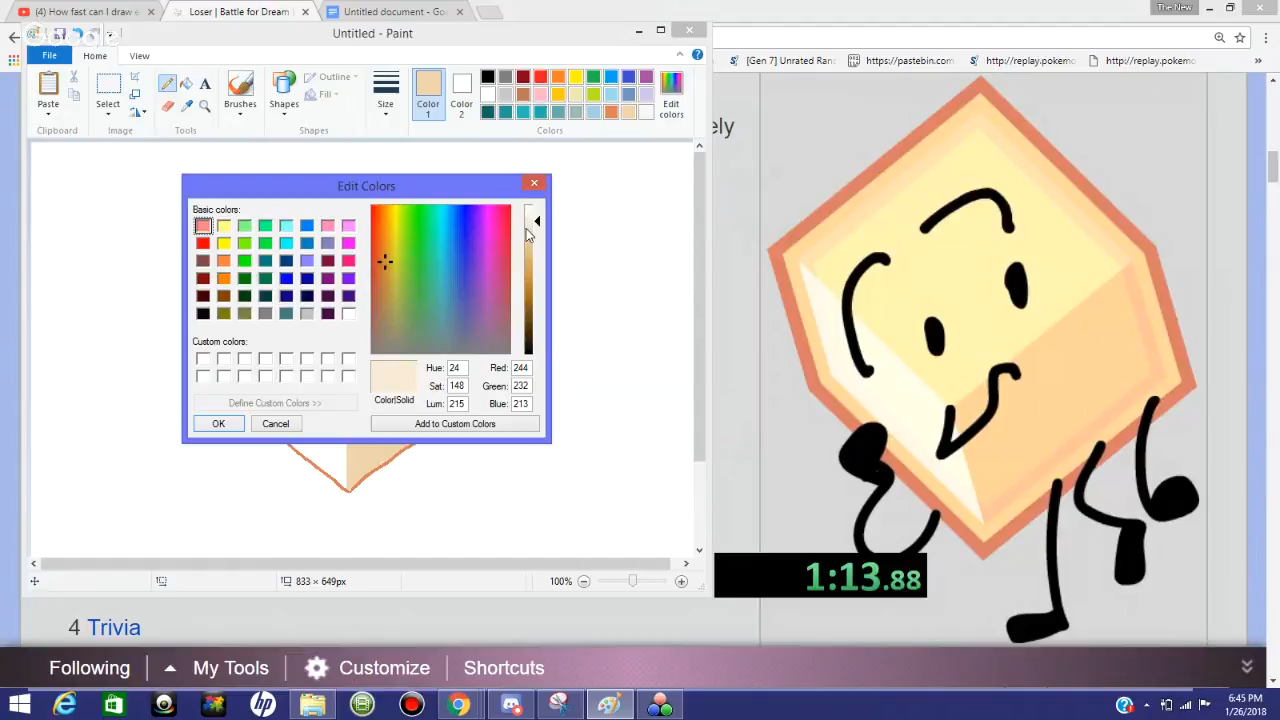 (4) How fast can I draw e
Loser | Battle for Dream
Untitled document - Go
The New
Untitled - Paint
File
Home
View
Paste
Select
Brushes
Shapes
Outline
Fill
Size
Color
1
Color
2
Edit
colors
Clipboard
Image
Tools
Shapes
Colors
[Gen 7] Unrated Ran
https://pastebin.com
http://replay.pokemo
http://replay.pokemo
ely
Edit Colors
Basic colors:
Custom colors:
Define Custom Colors >>
OK
Cancel
Color|Solid
Hue: 24
Sat: 148
Lum: 215
Red: 244
Green: 232
Blue: 213
Add to Custom Colors
833 × 649px
100%
1:13.88
4 Trivia
Following
My Tools
Customize
Shortcuts
6:45 PM
1/26/2018